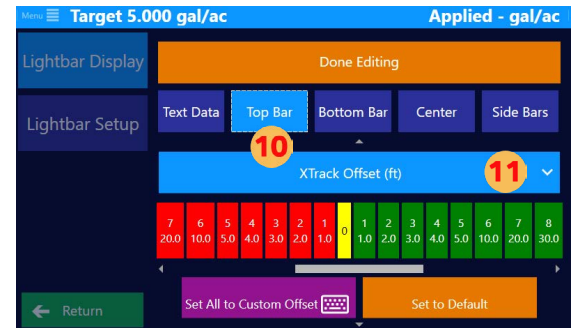 Menu Target 5.000 gal/ac Applied - gal/ac
Lightbar Display
Done Editing
Lightbar Setup
Text Data Top Bar Bottom Bar Center Side Bars
10
XTrack Offset (ft) 11
7 6 5 4 3 2 1 0 1 2 3 4 5 6 7 8
20.0 10.0 5.0 4.0 3.0 2.0 1.0 1.0 2.0 3.0 4.0 5.0 10.0 20.0 30.0
Set All to Custom Offset Set to Default
Return